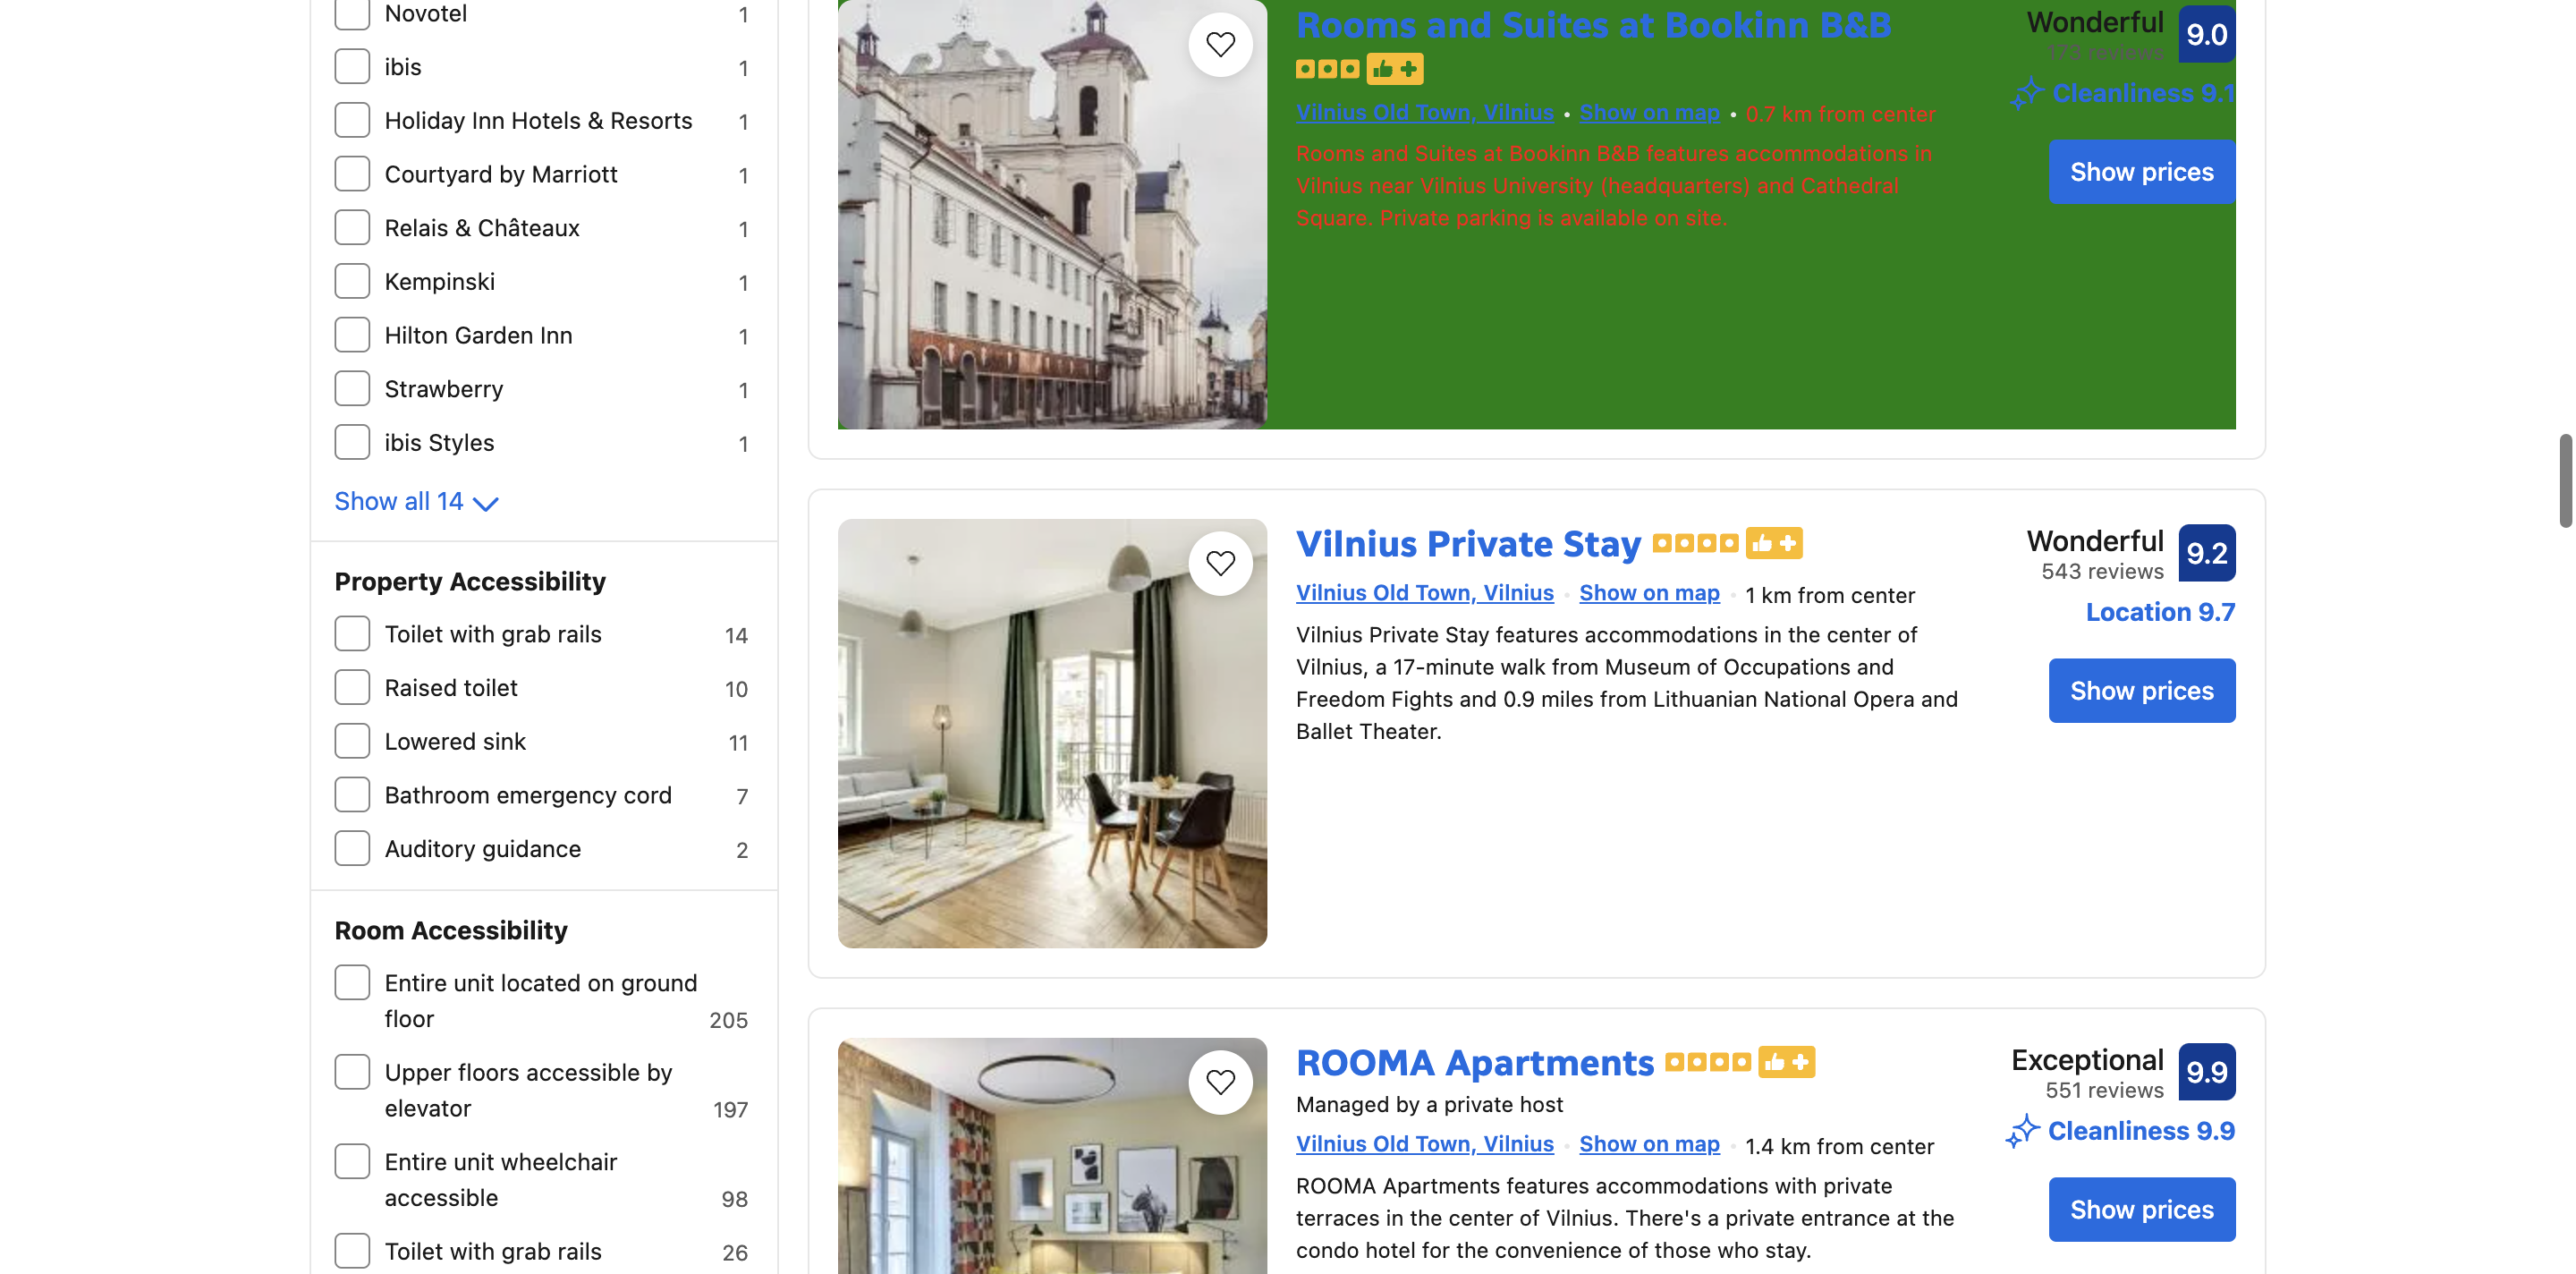 Novotel 1
ibis 1
Holiday Inn Hotels & Resorts 1
Courtyard by Marriott 1
Relais & Châteaux 1
Kempinski 1
Hilton Garden Inn 1
Strawberry 1
ibis Styles 1
Show all 14
Property Accessibility
Toilet with grab rails 14
Raised toilet 10
Lowered sink 11
Bathroom emergency cord 7
Auditory guidance 2
Room Accessibility
Entire unit located on ground
floor 205
Upper floors accessible by
elevator 197
Entire unit wheelchair
accessible 98
Toilet with grab rails 26
Rooms and Suites at Bookinn B&B
Vilnius Old Town, Vilnius • Show on map • 0.7 km from center
Rooms and Suites at Bookinn B&B features accommodations in
Vilnius near Vilnius University (headquarters) and Cathedral
Square. Private parking is available on site.
Wonderful 9.0
173 reviews
Cleanliness 9.1
Show prices
Vilnius Private Stay
Vilnius Old Town, Vilnius • Show on map • 1 km from center
Vilnius Private Stay features accommodations in the center of
Vilnius, a 17-minute walk from Museum of Occupations and
Freedom Fights and 0.9 miles from Lithuanian National Opera and
Ballet Theater.
Wonderful 9.2
543 reviews
Location 9.7
Show prices
ROOMA Apartments
Managed by a private host
Vilnius Old Town, Vilnius • Show on map • 1.4 km from center
ROOMA Apartments features accommodations with private
terraces in the center of Vilnius. There's a private entrance at the
condo hotel for the convenience of those who stay.
Exceptional 9.9
551 reviews
Cleanliness 9.9
Show prices